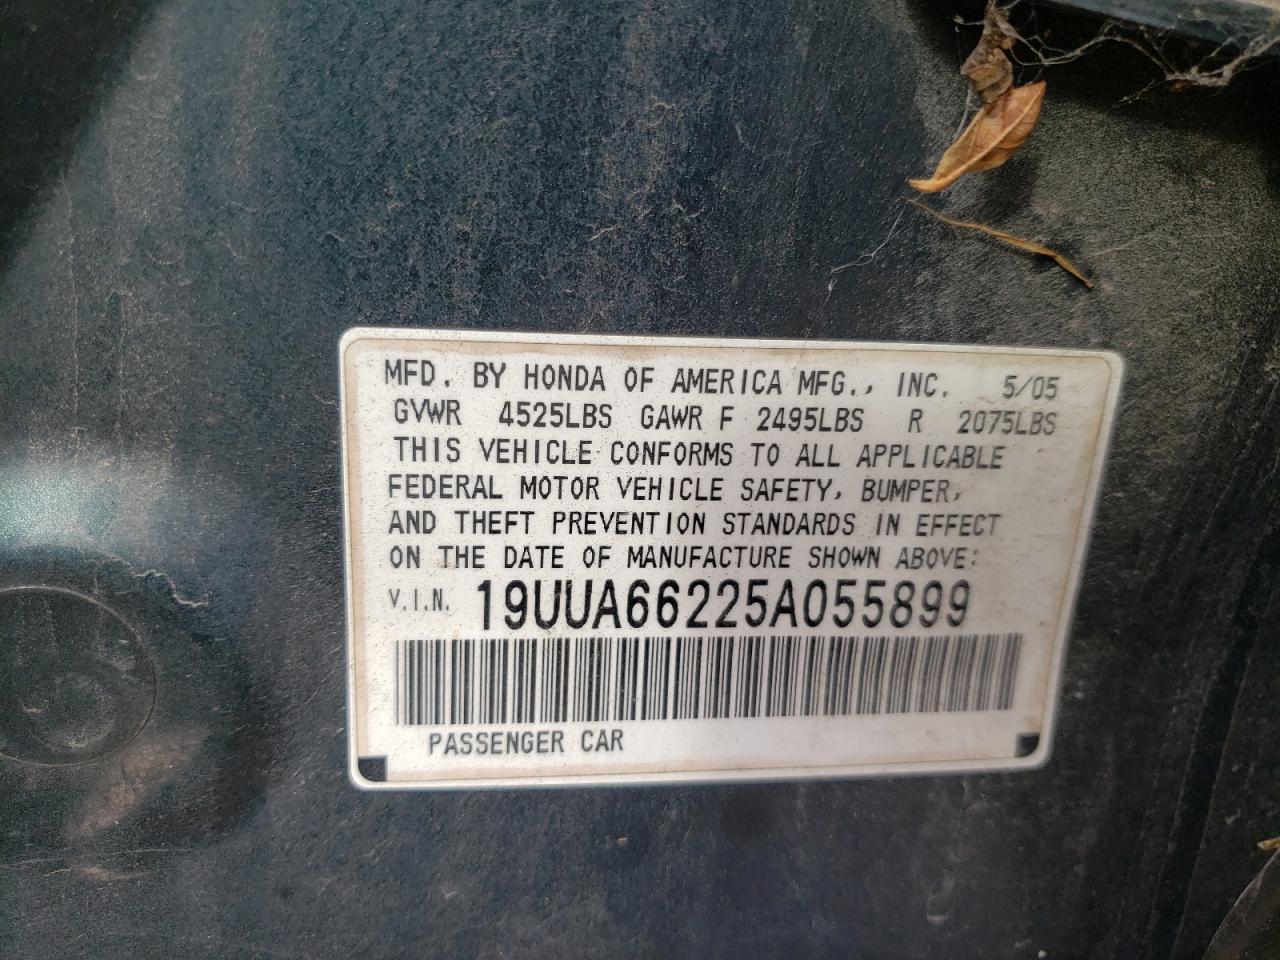 MFD. BY HONDA OF AMERICA MFG., INC. 5/05
GVWR 4525LBS GAWR F 2495LBS R 2075LBS
THIS VEHICLE CONFORMS TO ALL APPLICABLE
FEDERAL MOTOR VEHICLE SAFETY, BUMPER,
AND THEFT PREVENTION STANDARDS IN EFFECT
ON THE DATE OF MANUFACTURE SHOWN ABOVE:
V.I.N. 19UUA66225A055899
PASSENGER CAR